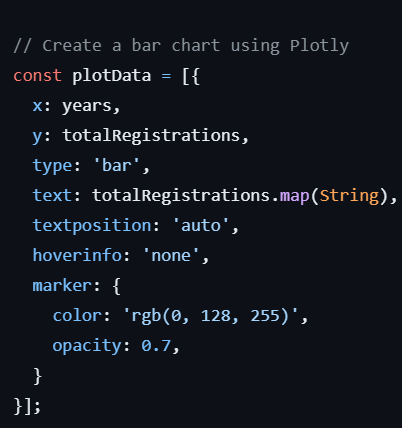 // Create a bar chart using Plotly
const plotData = [{
  x: years,
  y: totalRegistrations,
  type: 'bar',
  text: totalRegistrations.map(String),
  textposition: 'auto',
  hoverinfo: 'none',
  marker: {
    color: 'rgb(0, 128, 255)',
    opacity: 0.7,
  }
}];